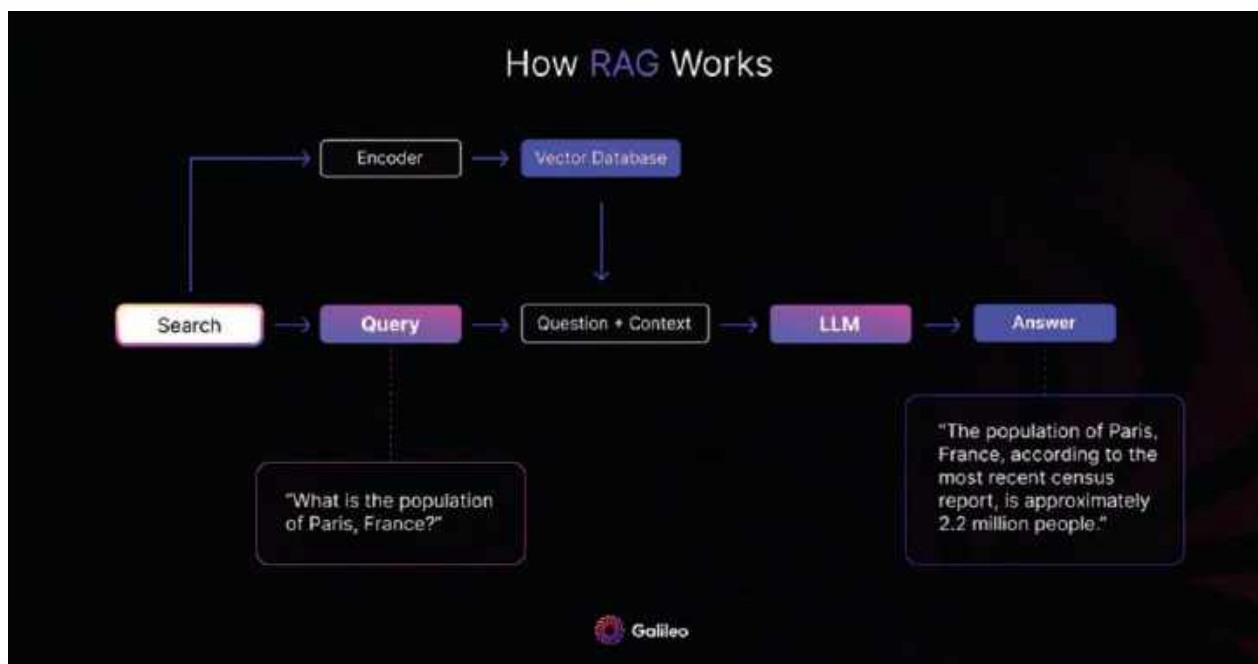 How RAG Works
Encoder
Vector Database
Search
Query
Question + Context
LLM
Answer
"What is the population
of Paris, France?"
"The population of Paris,
France, according to the
most recent census
report, is approximately
2.2 million people."
Galileo